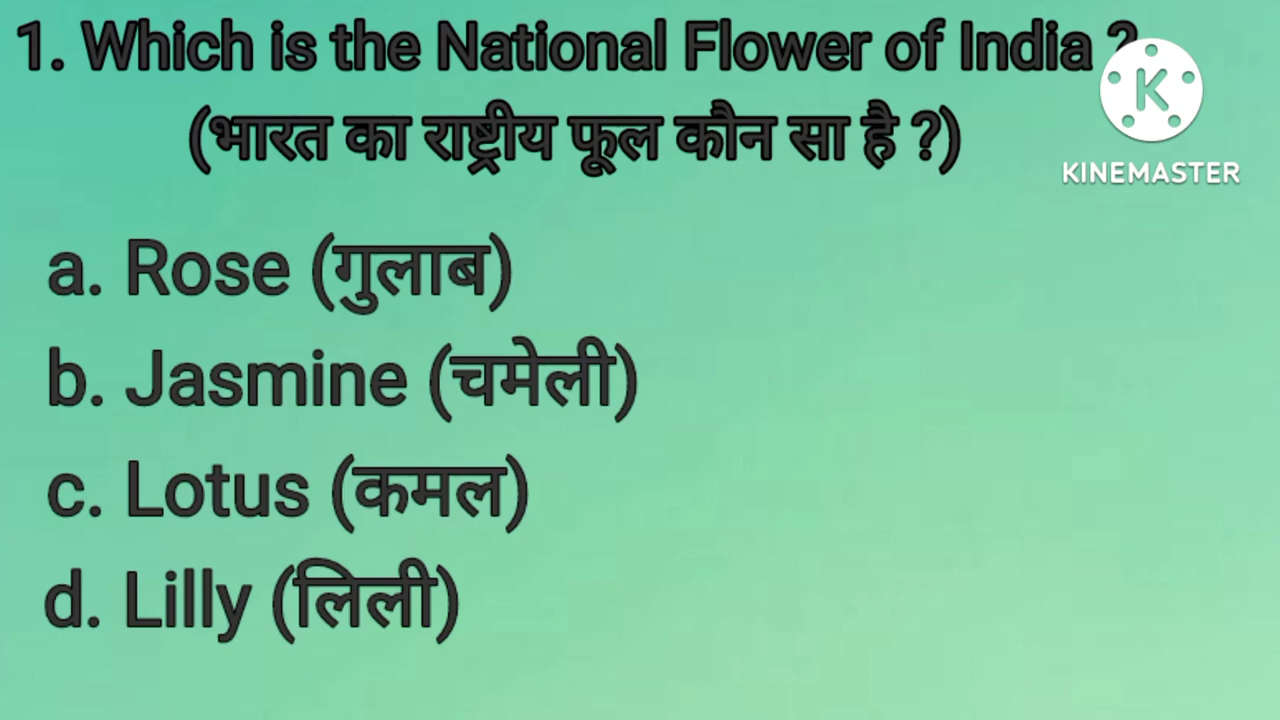 1. Which is the National Flower of India ?
(भारत का राष्ट्रीय फूल कौन सा है ?)
KINEMASTER
a. Rose (गुलाब)
b. Jasmine (चमेली)
c. Lotus (कमल)
d. Lilly (लिली)